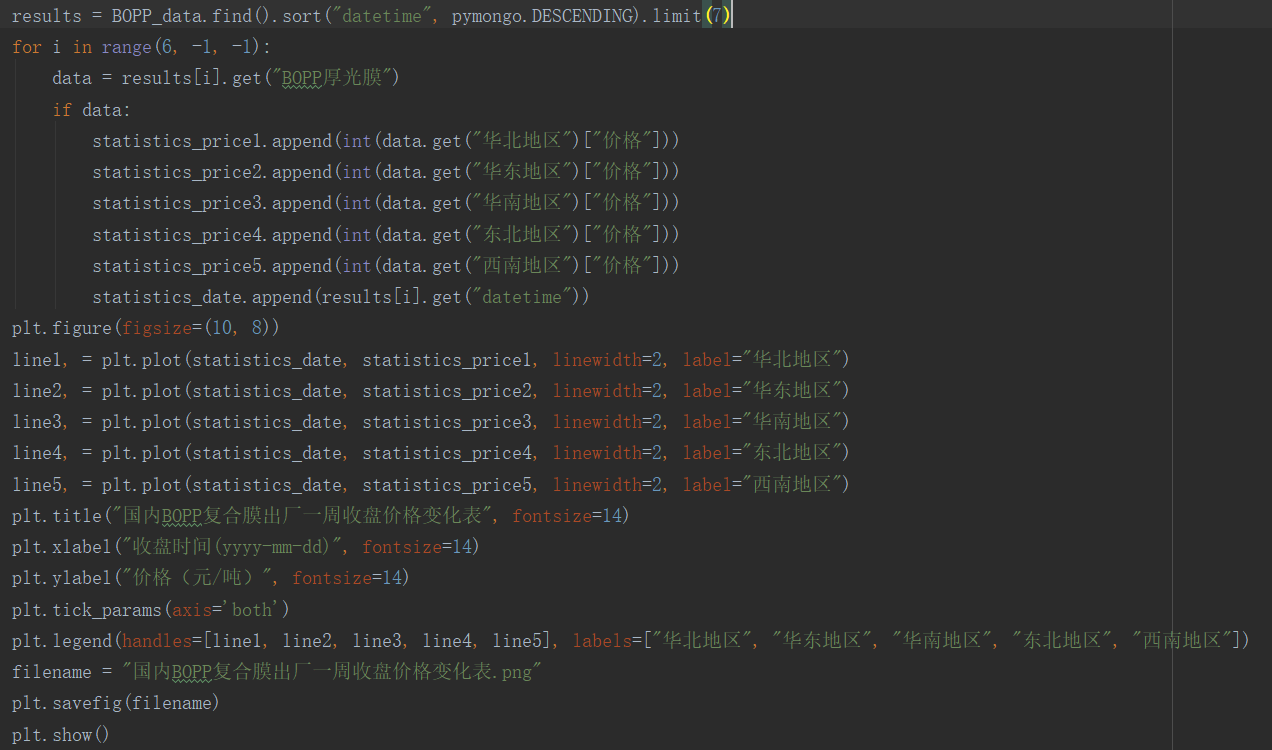 results = BOPP_data.find().sort("datetime", pymongo.DESCENDING).limit(7)
for i in range(6, -1, -1):
    data = results[i].get("BOPP厚光膜")
    if data:
        statistics_price1.append(int(data.get("华北地区")["价格"]))
        statistics_price2.append(int(data.get("华东地区")["价格"]))
        statistics_price3.append(int(data.get("华南地区")["价格"]))
        statistics_price4.append(int(data.get("东北地区")["价格"]))
        statistics_price5.append(int(data.get("西南地区")["价格"]))
        statistics_date.append(results[i].get("datetime"))
plt.figure(figsize=(10, 8))
line1, = plt.plot(statistics_date, statistics_price1, linewidth=2, label="华北地区")
line2, = plt.plot(statistics_date, statistics_price2, linewidth=2, label="华东地区")
line3, = plt.plot(statistics_date, statistics_price3, linewidth=2, label="华南地区")
line4, = plt.plot(statistics_date, statistics_price4, linewidth=2, label="东北地区")
line5, = plt.plot(statistics_date, statistics_price5, linewidth=2, label="西南地区")
plt.title("国内BOPP复合膜出厂一周收盘价格变化表", fontsize=14)
plt.xlabel("收盘时间(yyyy-mm-dd)", fontsize=14)
plt.ylabel("价格（元/吨）", fontsize=14)
plt.tick_params(axis='both')
plt.legend(handles=[line1, line2, line3, line4, line5], labels=["华北地区", "华东地区", "华南地区", "东北地区", "西南地区"])
filename = "国内BOPP复合膜出厂一周收盘价格变化表.png"
plt.savefig(filename)
plt.show()